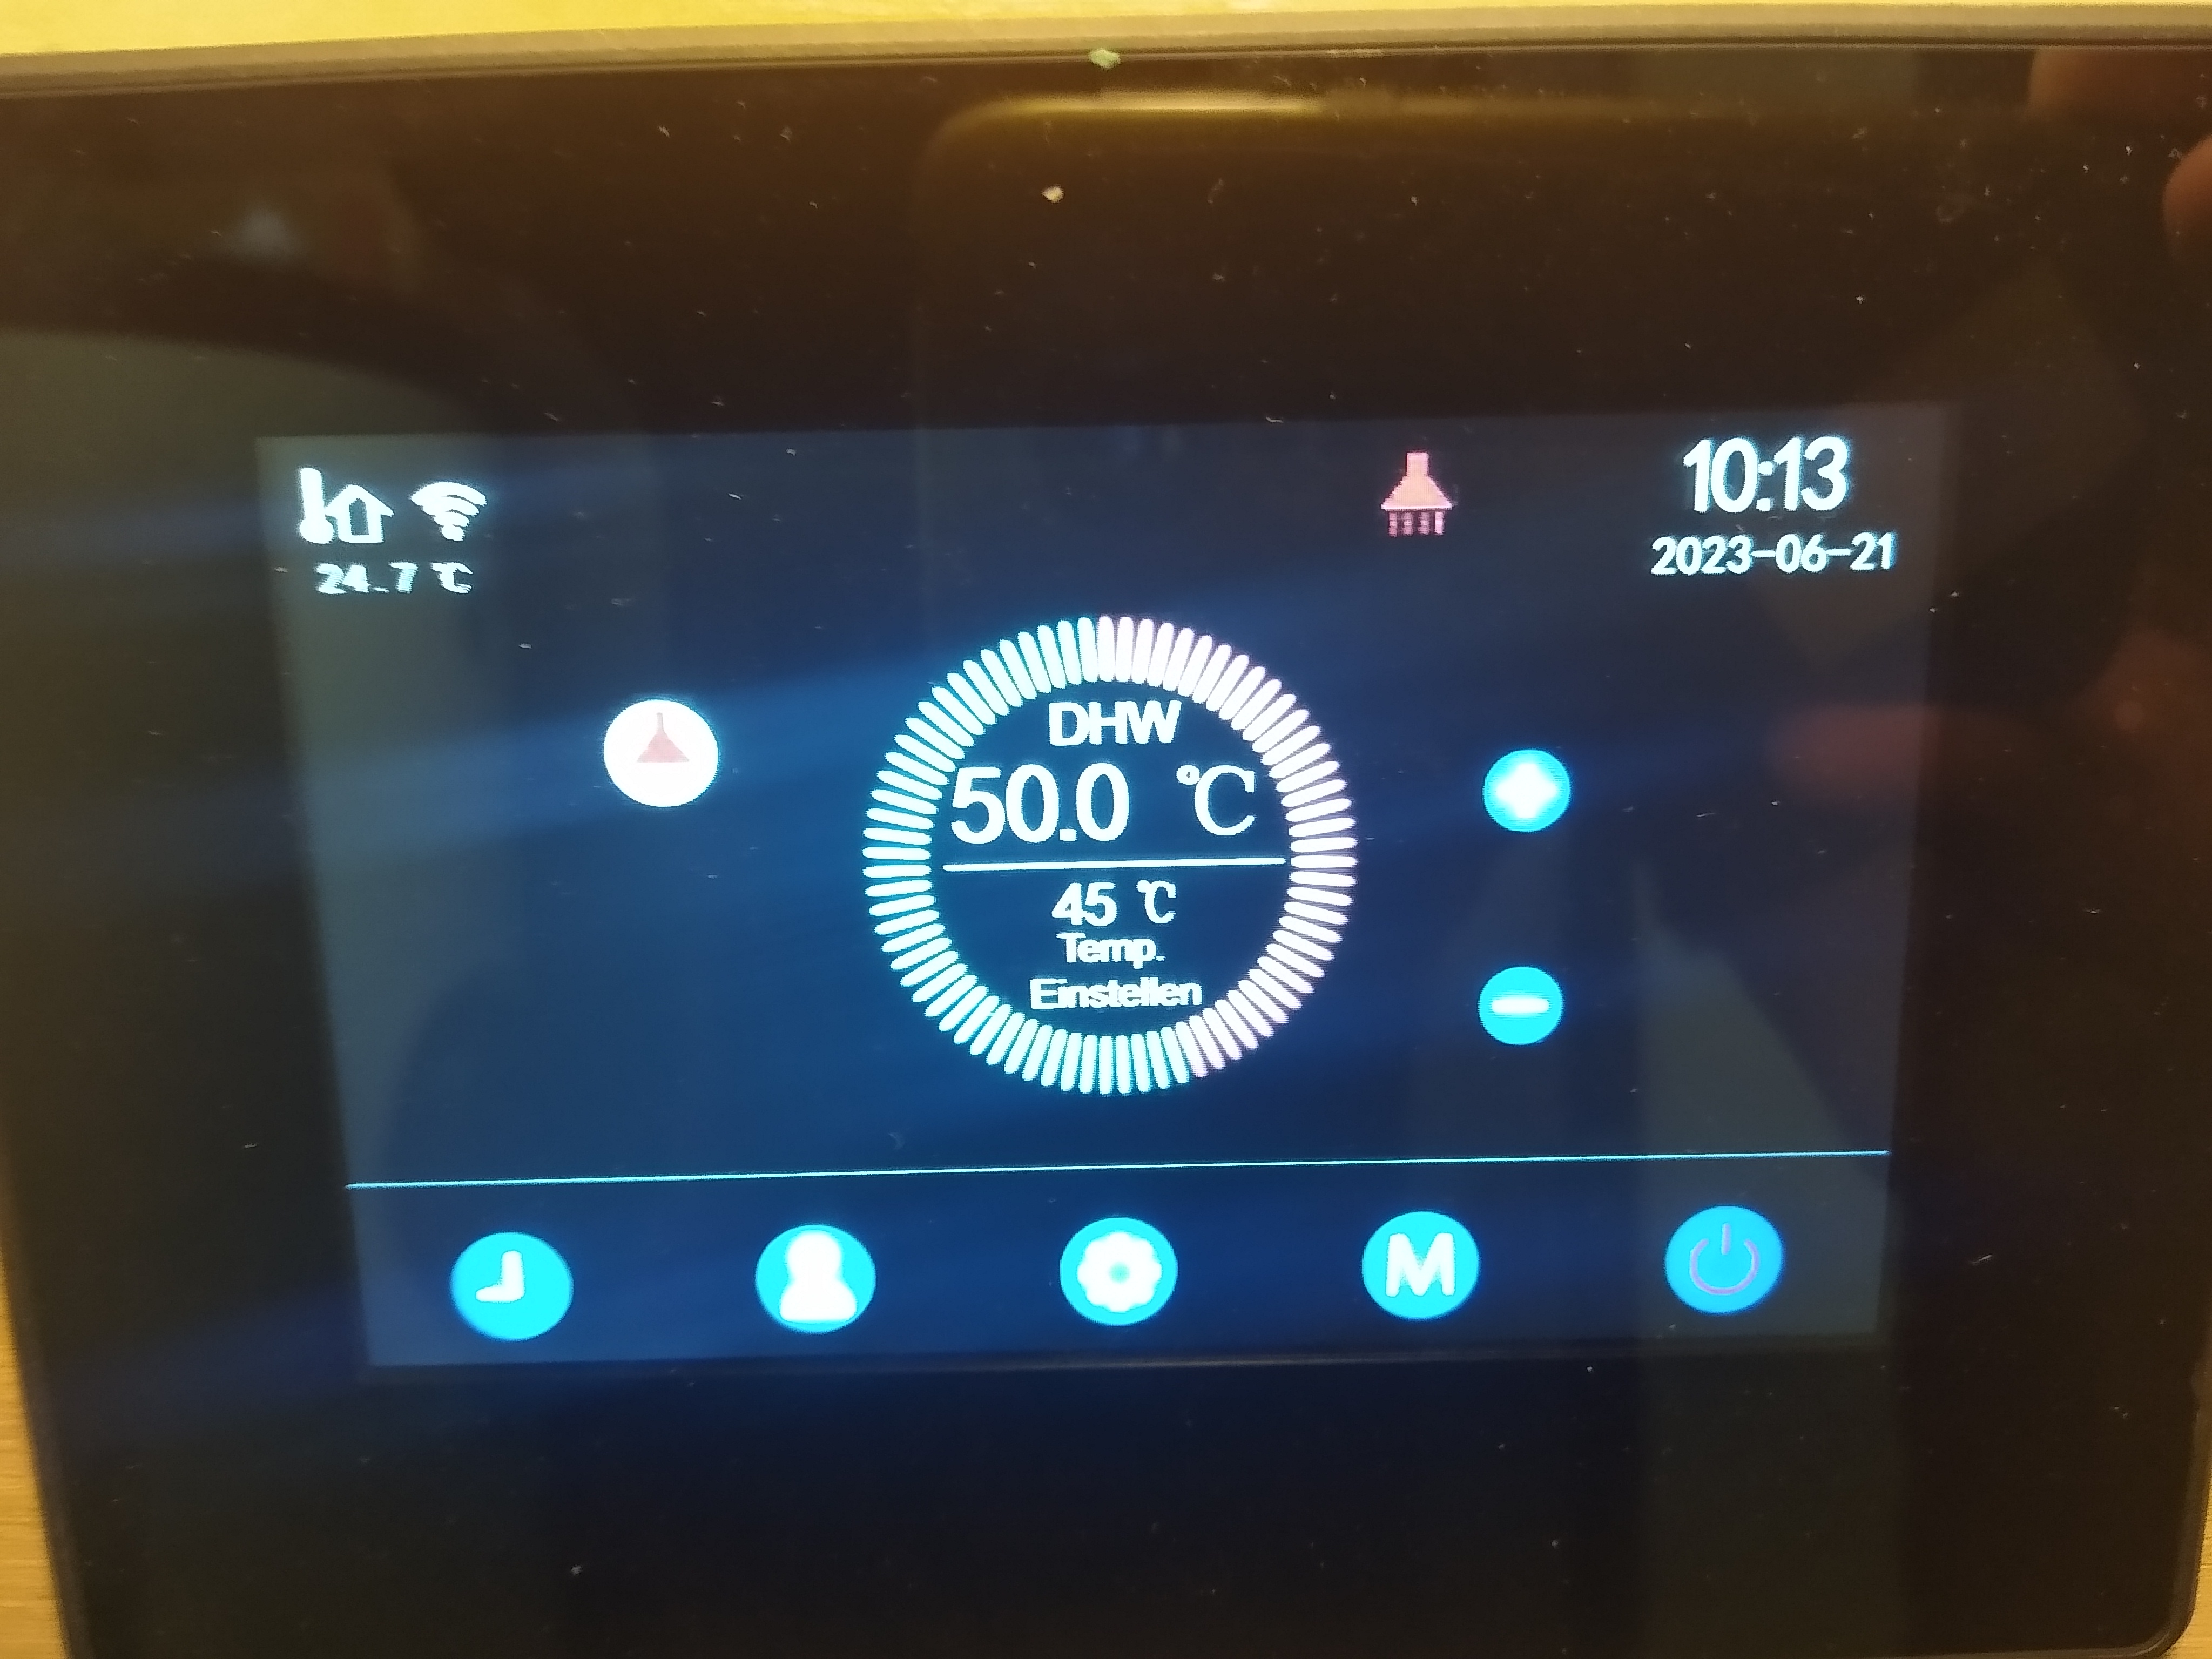 10:13
2023-06-21
24.7 ℃
DHW
50.0 ℃
45 ℃
Temp.
Einstellen
M